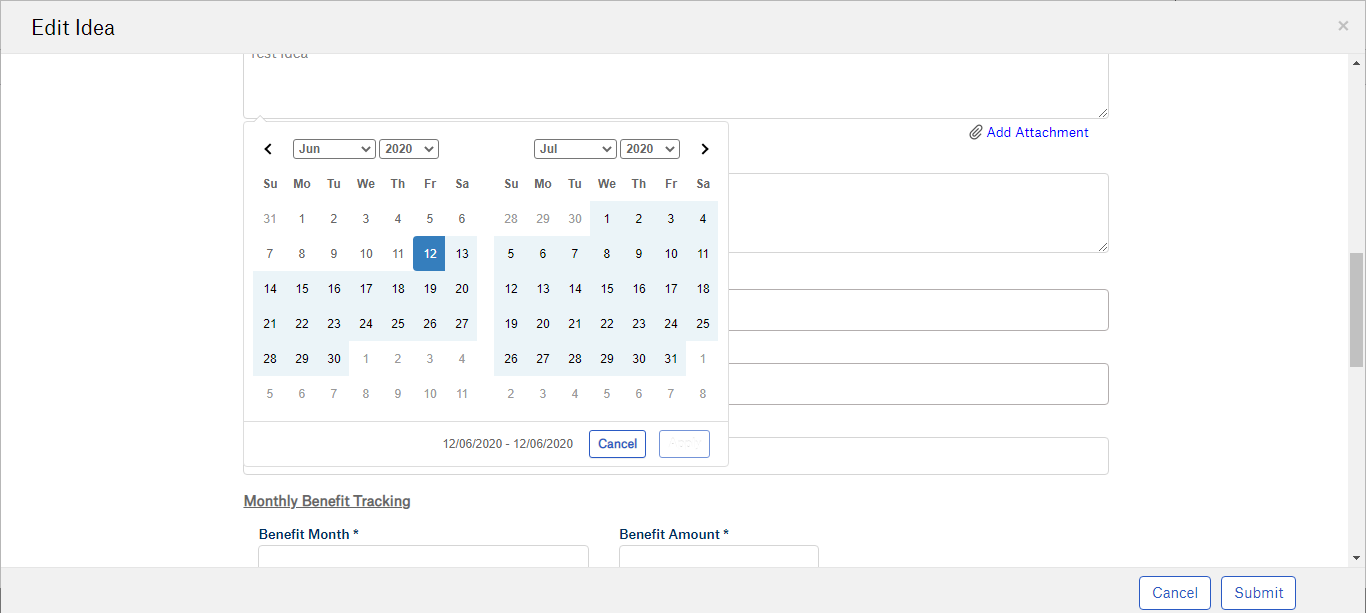 Edit Idea ×
Test Idea
Add Attachment
Jun 2020 Jul 2020
Su Mo Tu We Th Fr Sa Su Mo Tu We Th Fr Sa
31 1 2 3 4 5 6 28 29 30 1 2 3 4
7 8 9 10 11 12 13 5 6 7 8 9 10 11
14 15 16 17 18 19 20 12 13 14 15 16 17 18
21 22 23 24 25 26 27 19 20 21 22 23 24 25
28 29 30 1 2 3 4 26 27 28 29 30 31 1
5 6 7 8 9 10 11 2 3 4 5 6 7 8
12/06/2020 - 12/06/2020 Cancel Apply
Monthly Benefit Tracking
Benefit Month * Benefit Amount *
Cancel Submit